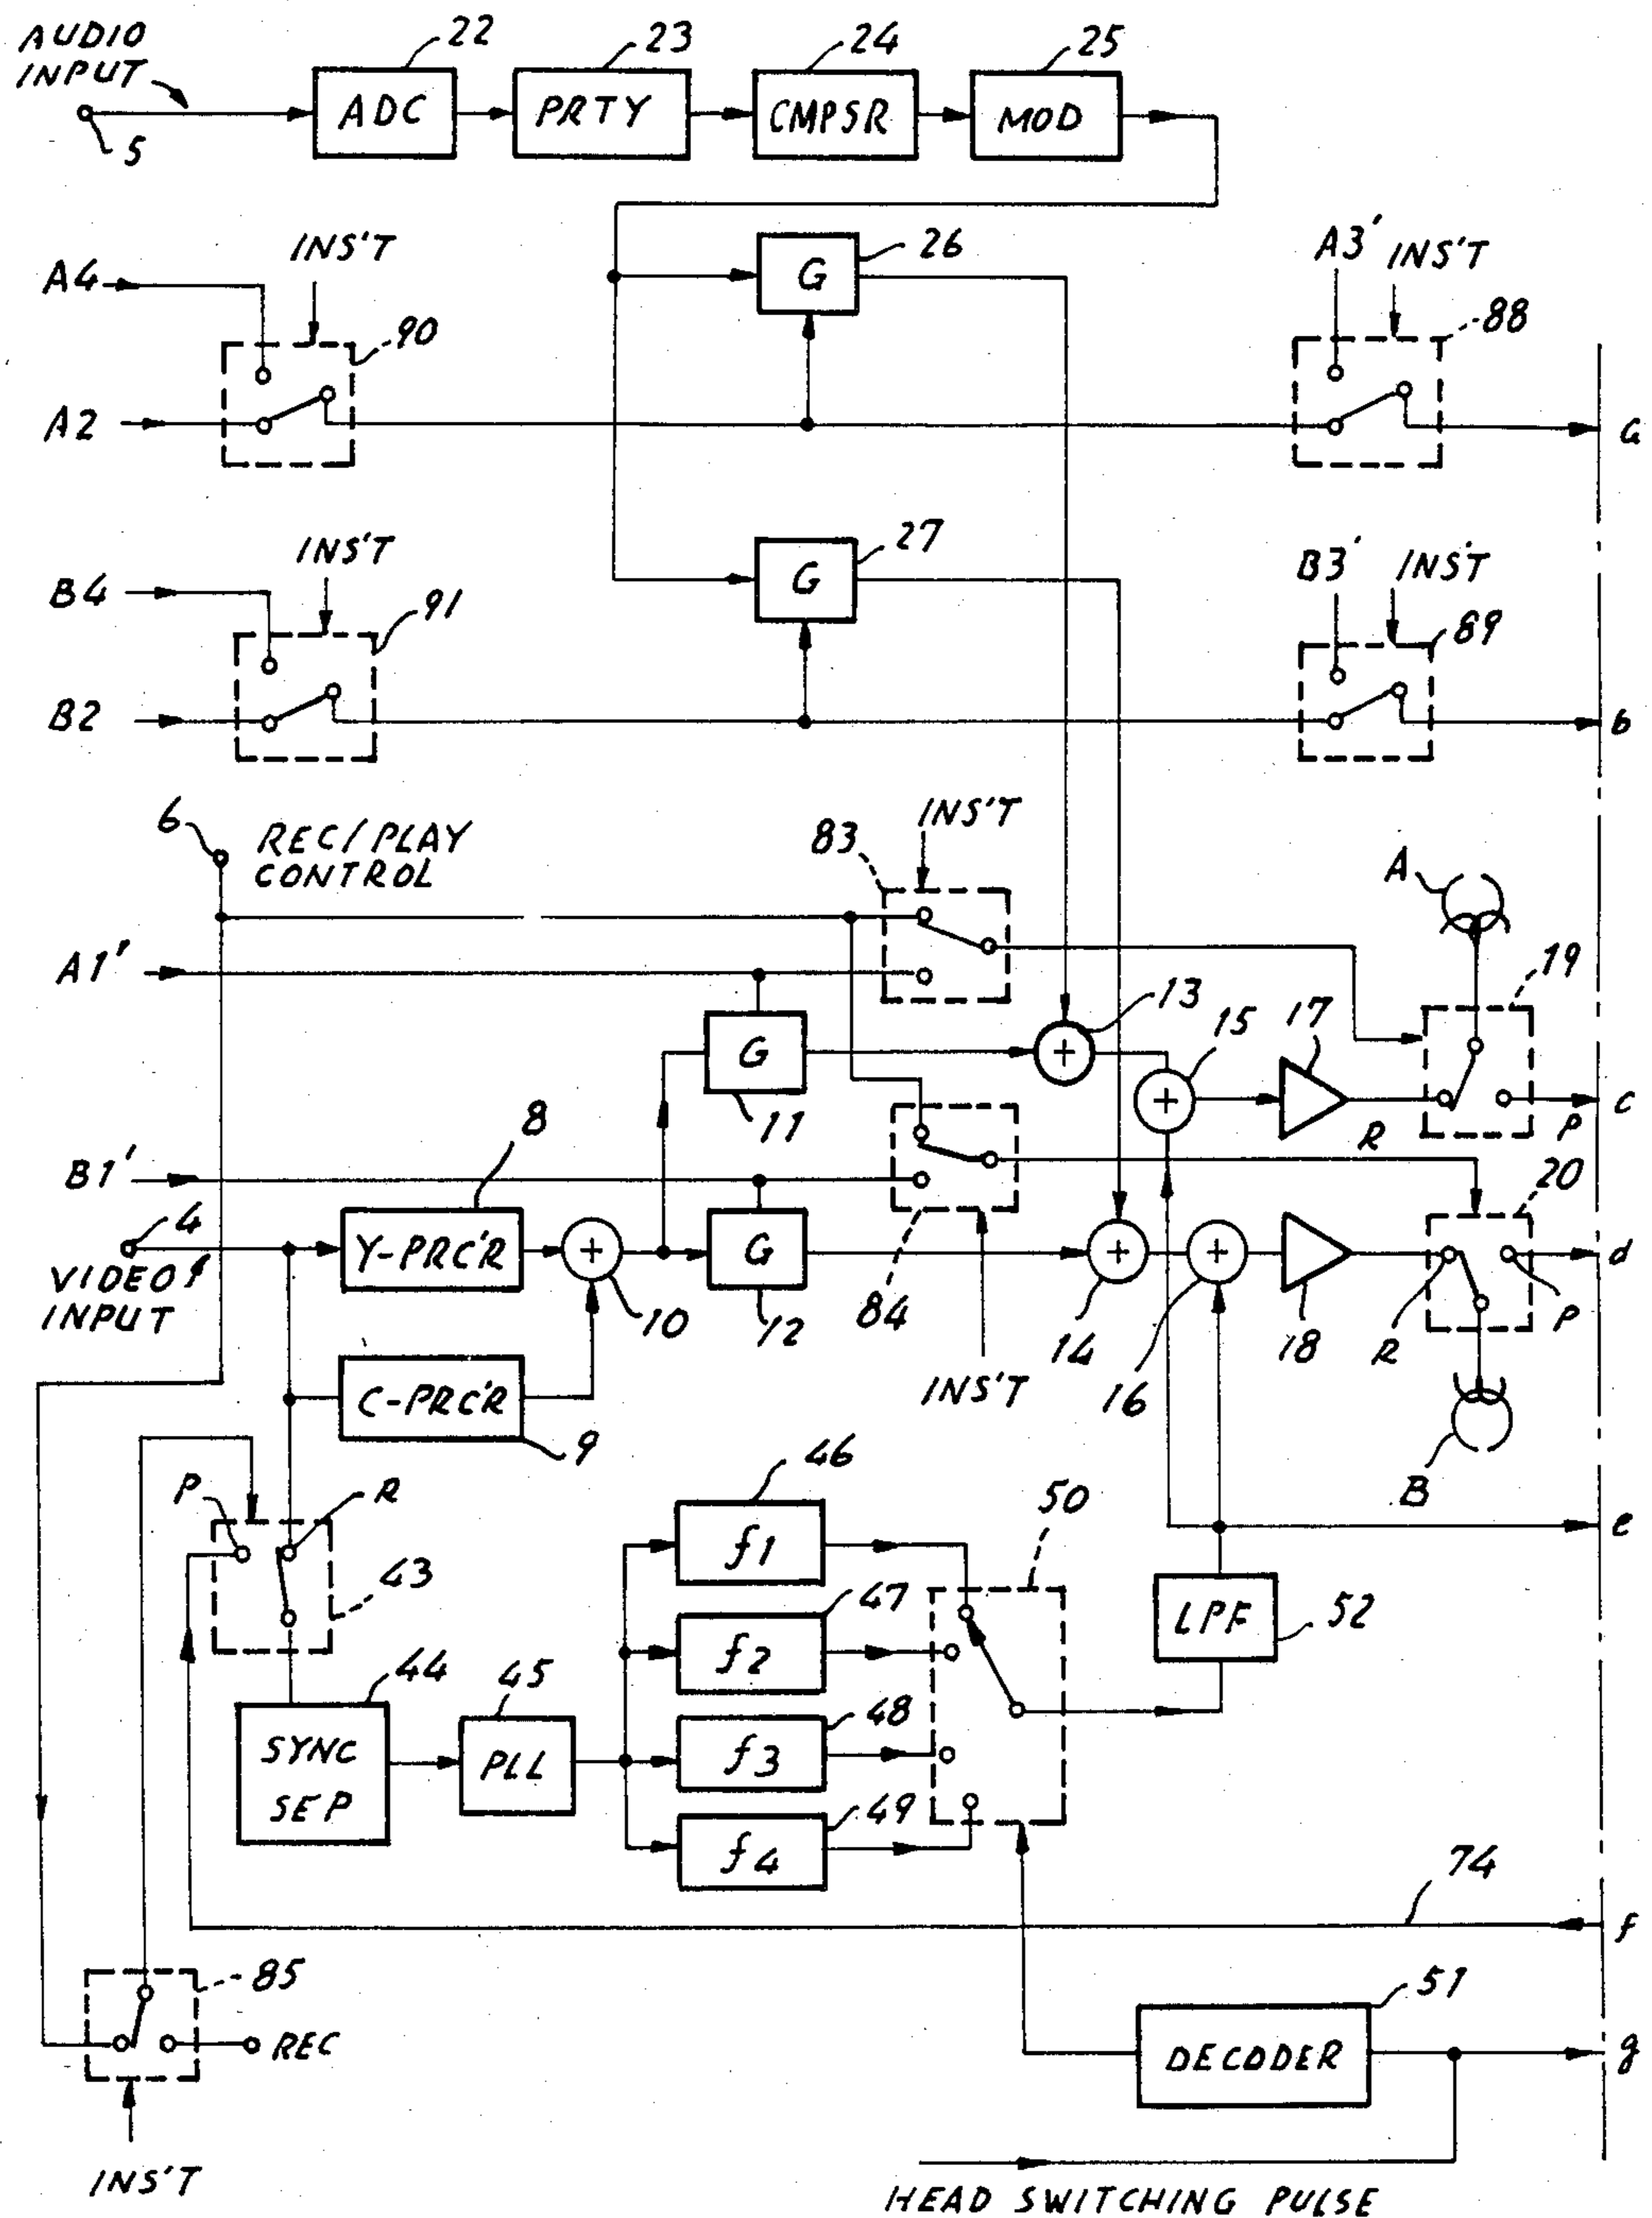 AUDIO
INPUT
5
22
ADC
23
PRTY
24
CMPSR
25
MOD
A4
INS'T
90
A2
26
G
A3'
INS'T
88
a
B4
INS'T
91
B2
27
G
B3'
INS'T
89
b
6
REC/PLAY
CONTROL
83
INS'T
A
19
A1'
G
11
13
15
17
R
P
c
B1'
8
Y-PRC'R
10
G
12
84
INS'T
14
16
18
20
R
P
d
4
VIDEO
INPUT
C-PRC'R
9
B
P
R
43
46
f1
47
f2
48
f3
49
f4
50
LPF
52
e
44
SYNC
SEP
45
PLL
74
f
85
REC
INS'T
51
DECODER
g
HEAD SWITCHING PULSE